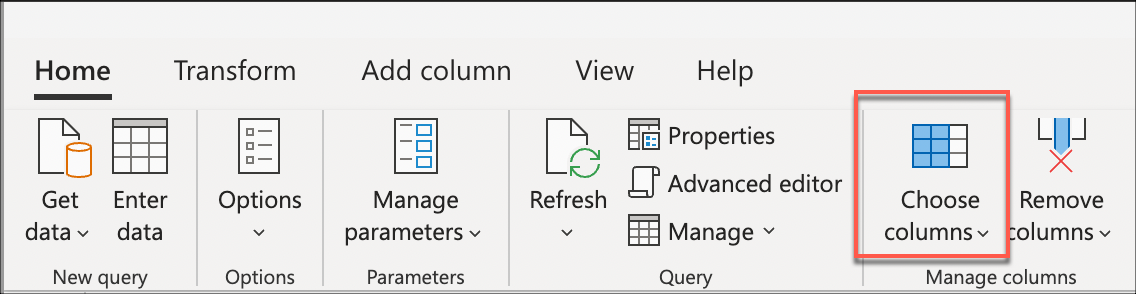 Home Transform Add column View Help
Get data
Enter data
Options
Manage parameters
Refresh
Properties
Advanced editor
Manage
Choose columns
Remove columns
New query Options Parameters Query Manage columns